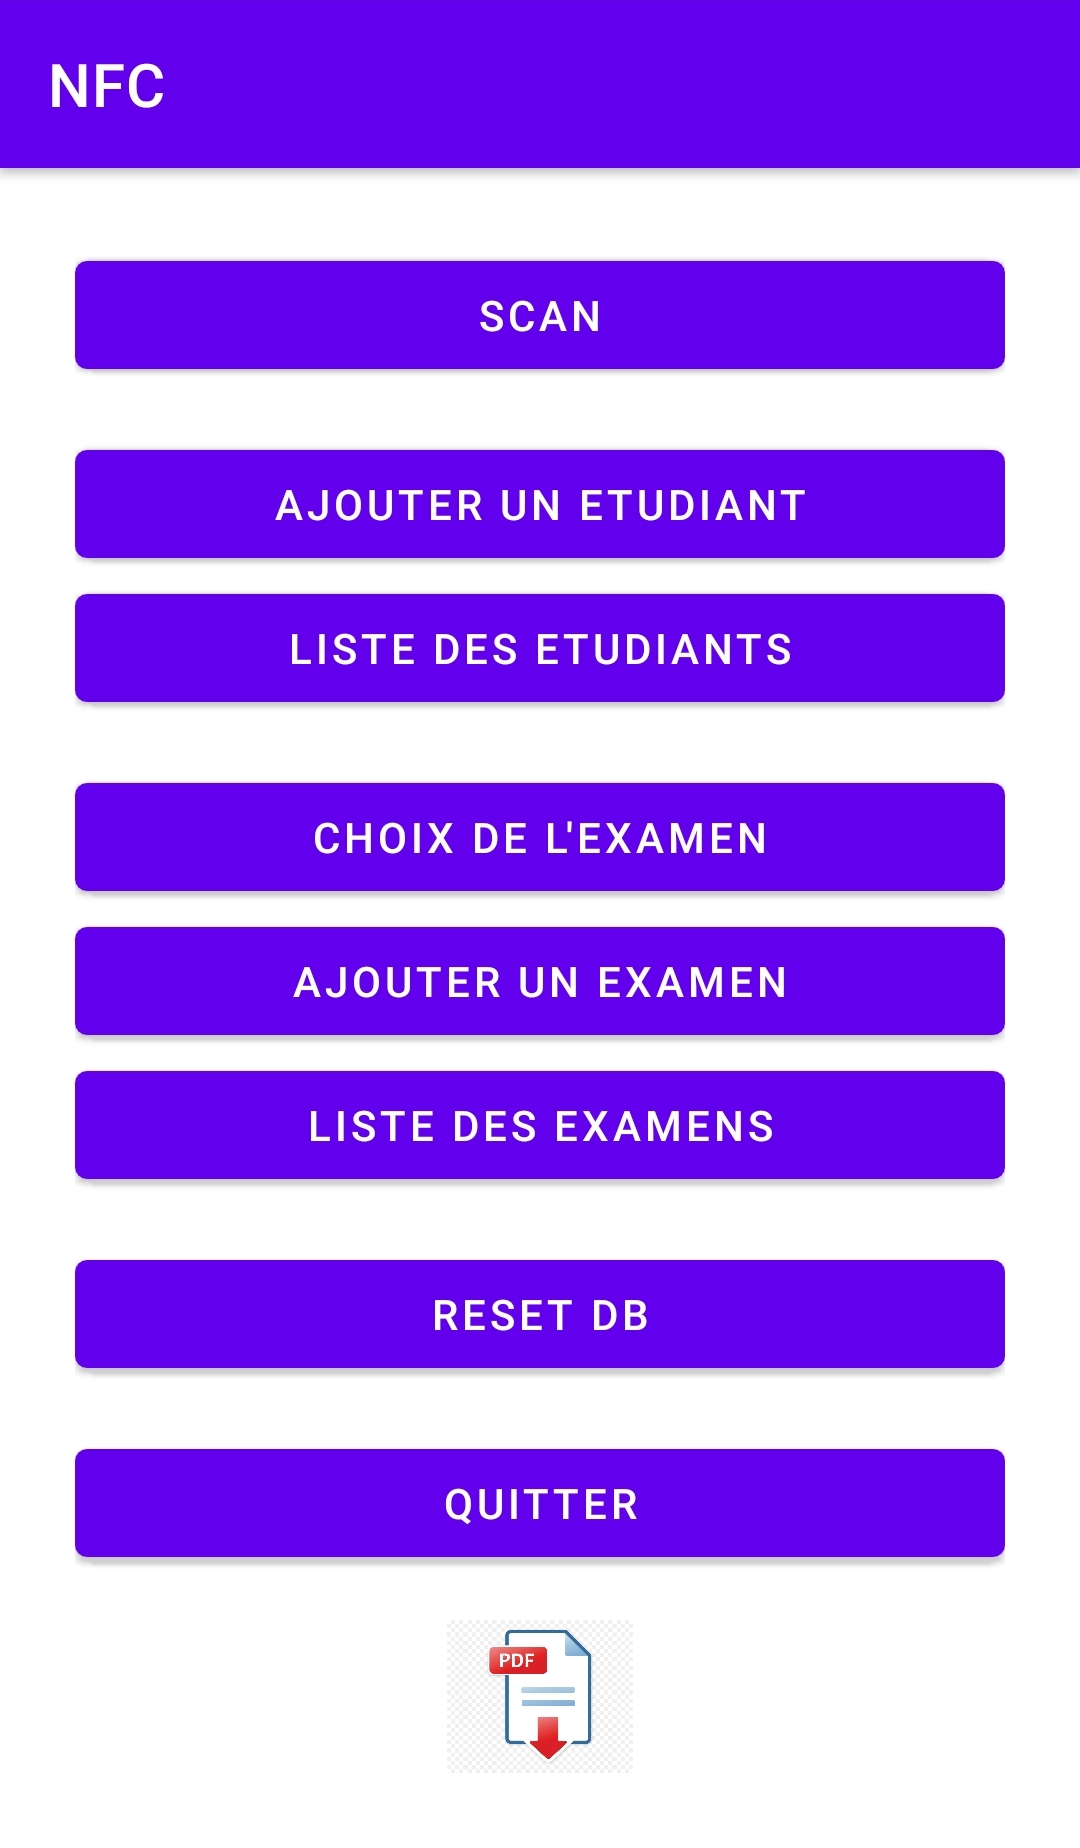 NFC
SCAN
AJOUTER UN ETUDIANT
LISTE DES ETUDIANTS
CHOIX DE L'EXAMEN
AJOUTER UN EXAMEN
LISTE DES EXAMENS
RESET DB
QUITTER
PDF